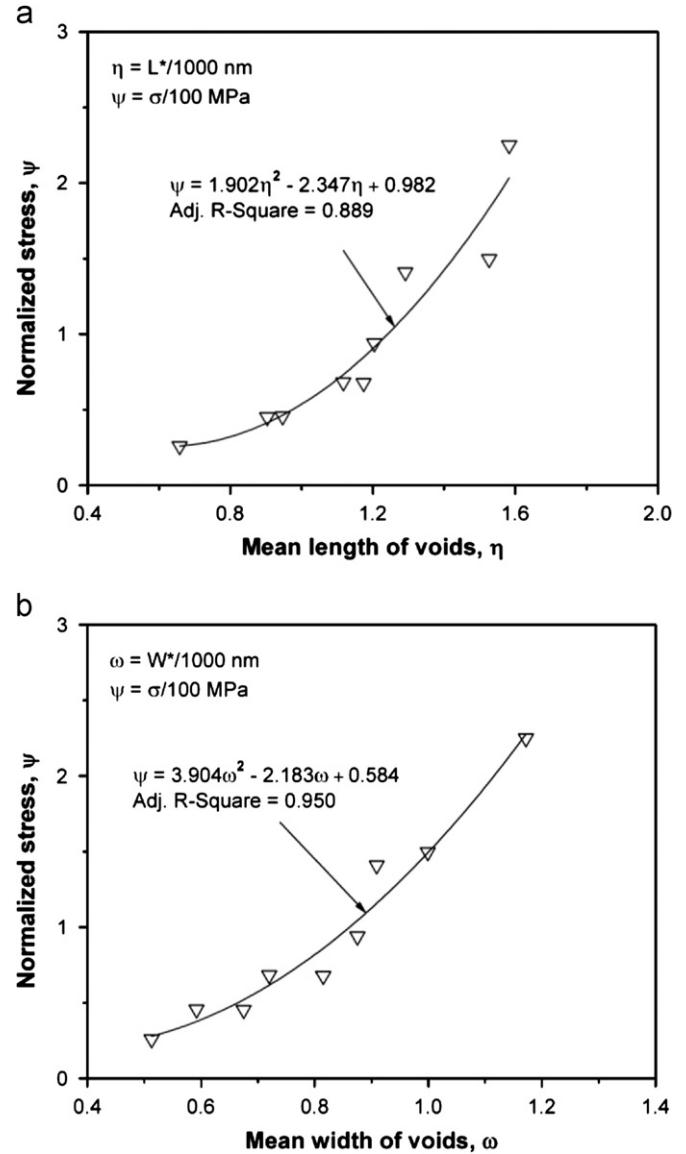 a
3
η = L*/1000 nm
ψ = σ/100 MPa
ψ = 1.902η² - 2.347η + 0.982
Adj. R-Square = 0.889
2
1
0
Normalized stress, ψ
0.4 0.8 1.2 1.6 2.0
Mean length of voids, η
b
3
ω = W*/1000 nm
ψ = σ/100 MPa
ψ = 3.904ω² - 2.183ω + 0.584
Adj. R-Square = 0.950
2
1
0
Normalized stress, ψ
0.4 0.6 0.8 1.0 1.2 1.4
Mean width of voids, ω